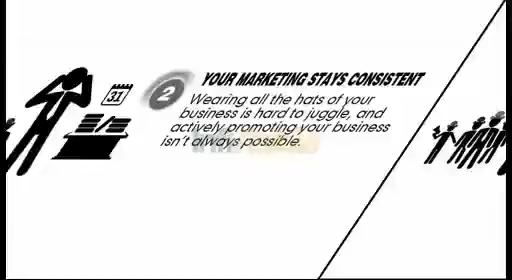 31
2
YOUR MARKETING STAYS CONSISTENT
Wearing all the hats of your
business is hard to juggle, and
actively promoting your business
isn't always possible.